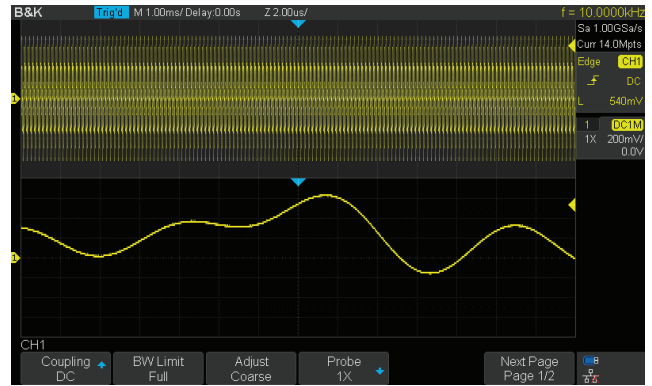 B&K Trig'd M 1.00ms/ Delay:0.00s Z 2.00us/ f = 10.0000kHz
Sa 1.00GSa/s
Curr 14.0Mpts
Edge CH1
DC
L 540mV
1 DC1M
1X 200mV/
0.0V
1
1
CH1
Coupling BW Limit Adjust Probe Next Page
DC Full Coarse 1X Page 1/2